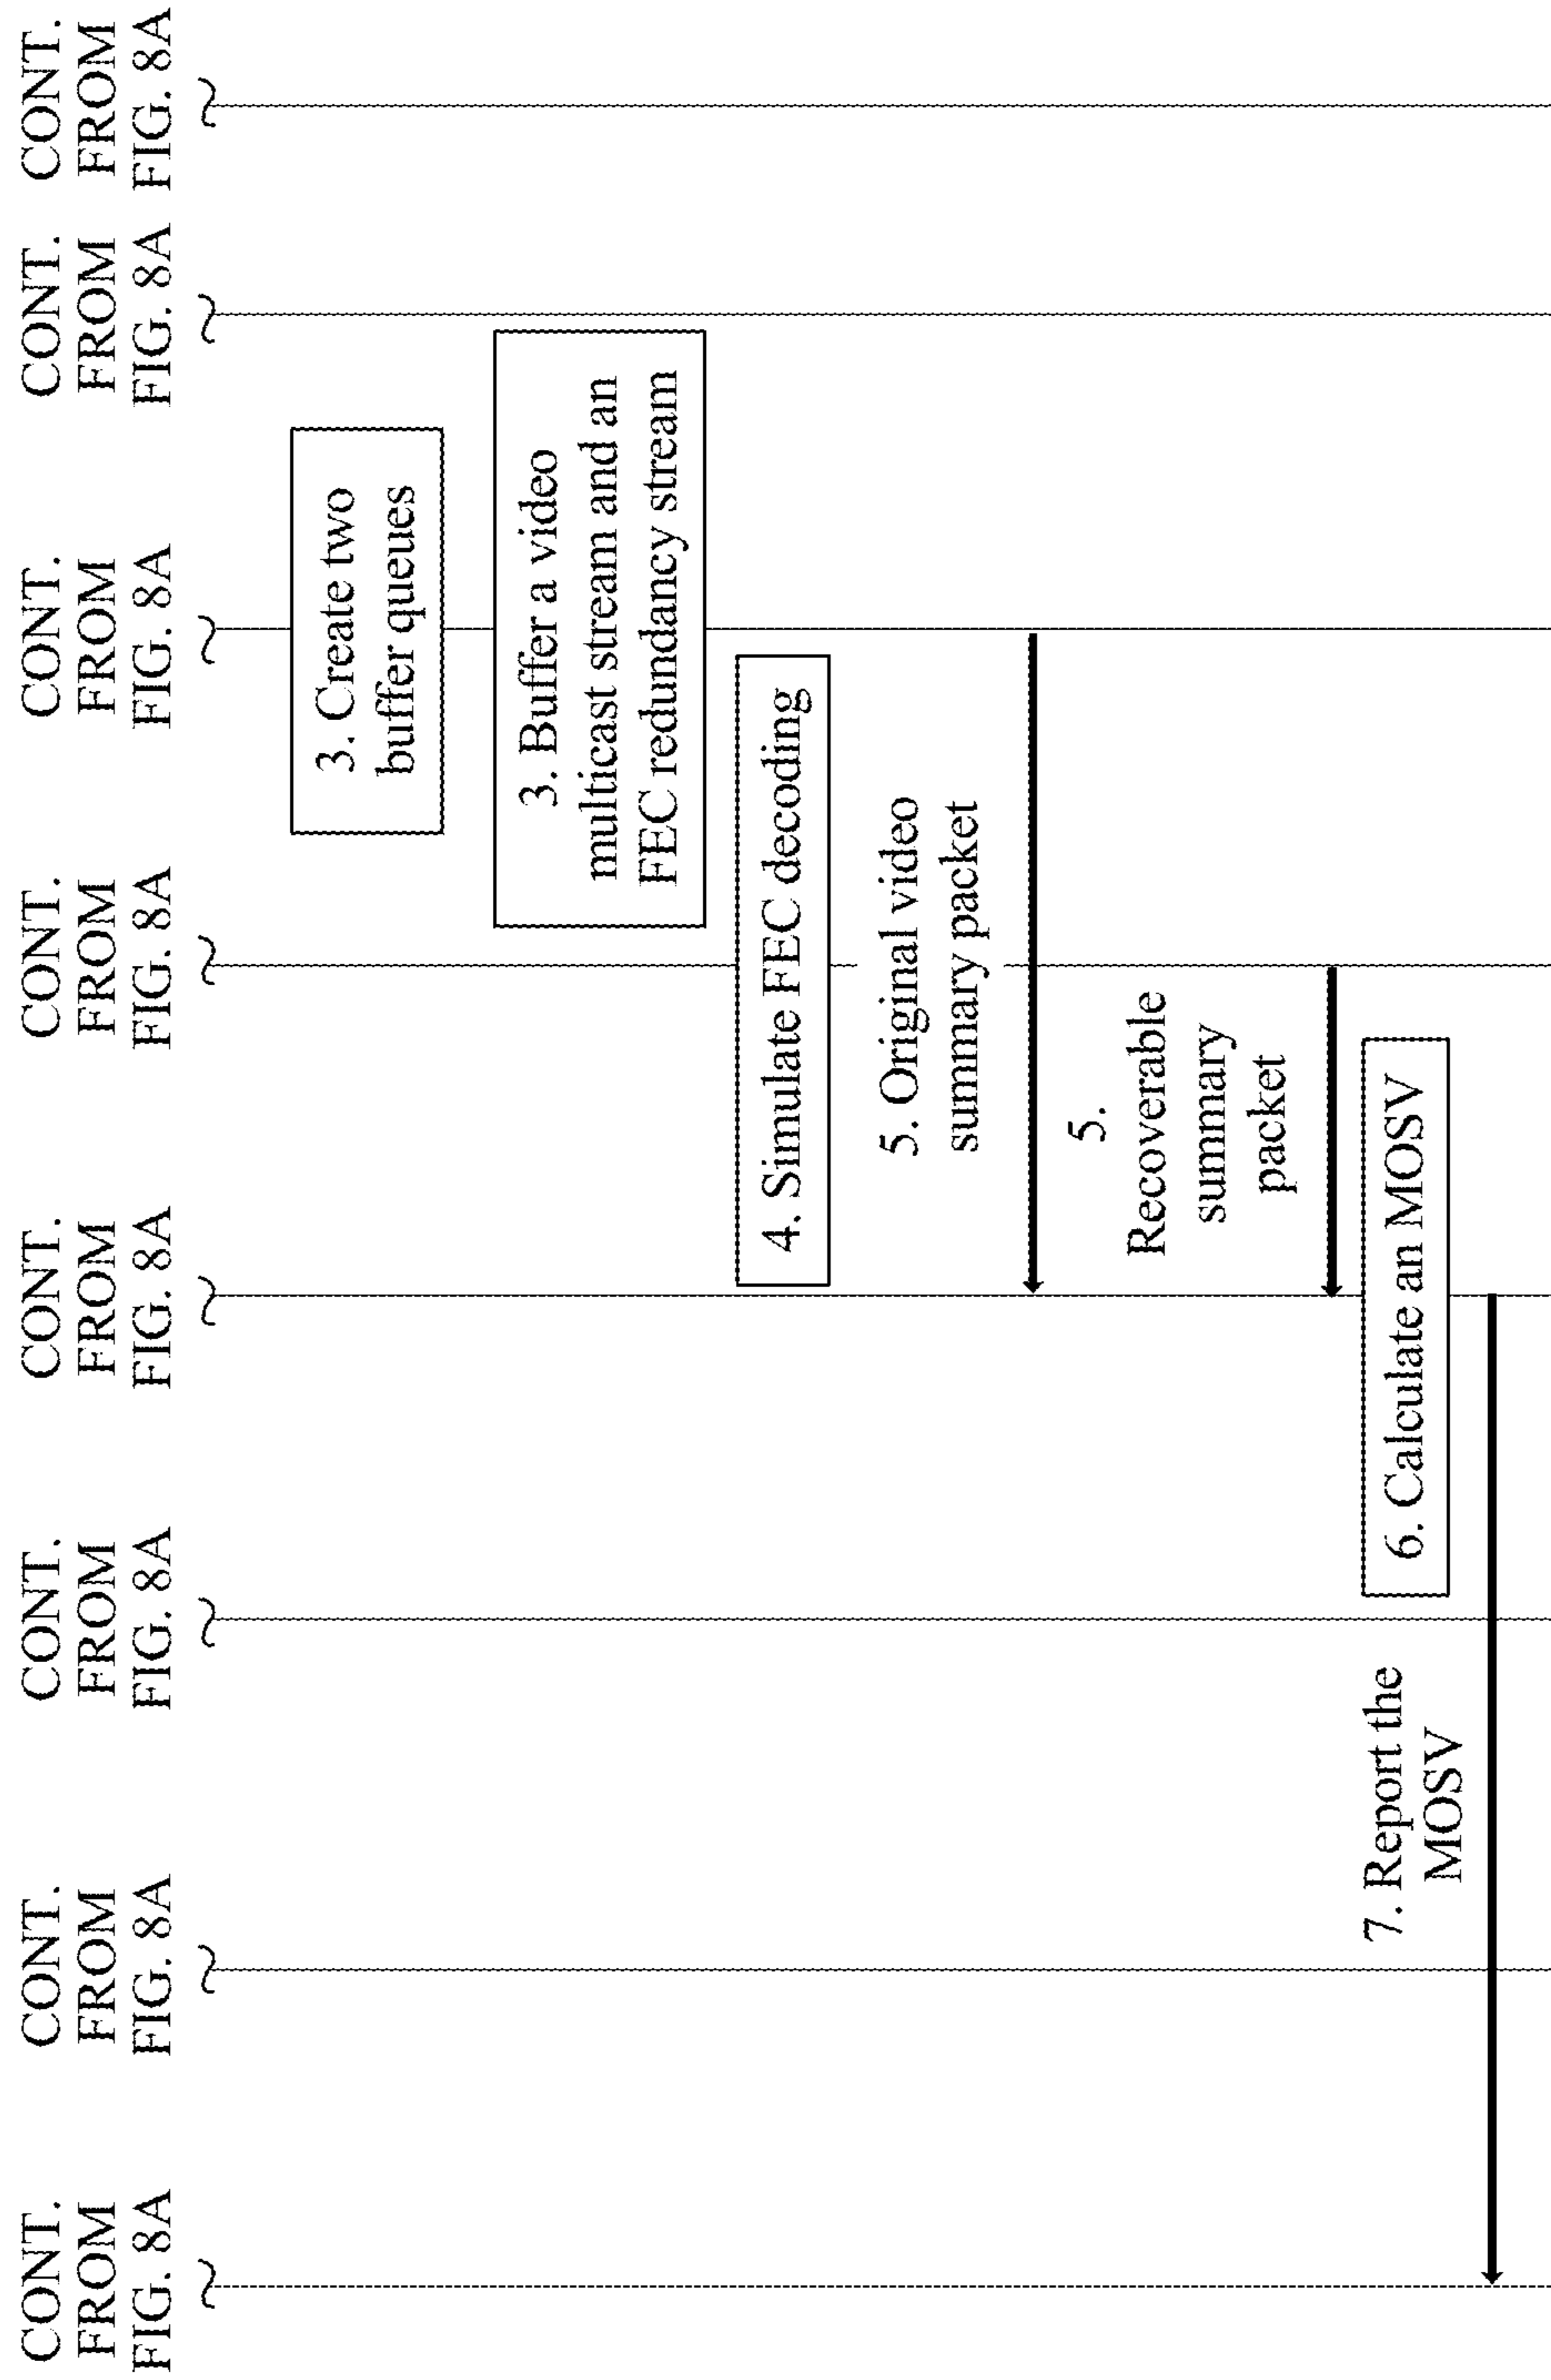 CONT.
FROM
FIG. 8A
CONT.
FROM
FIG. 8A
CONT.
FROM
FIG. 8A
CONT.
FROM
FIG. 8A
CONT.
FROM
FIG. 8A
CONT.
FROM
FIG. 8A
CONT.
FROM
FIG. 8A
CONT.
FROM
FIG. 8A
3. Create two
buffer queues
3. Buffer a video
multicast stream and an
FEC redundancy stream
4. Simulate FEC decoding
5. Original video
summary packet
5.
Recoverable
summary
packet
6. Calculate an MOSV
7. Report the
MOSV